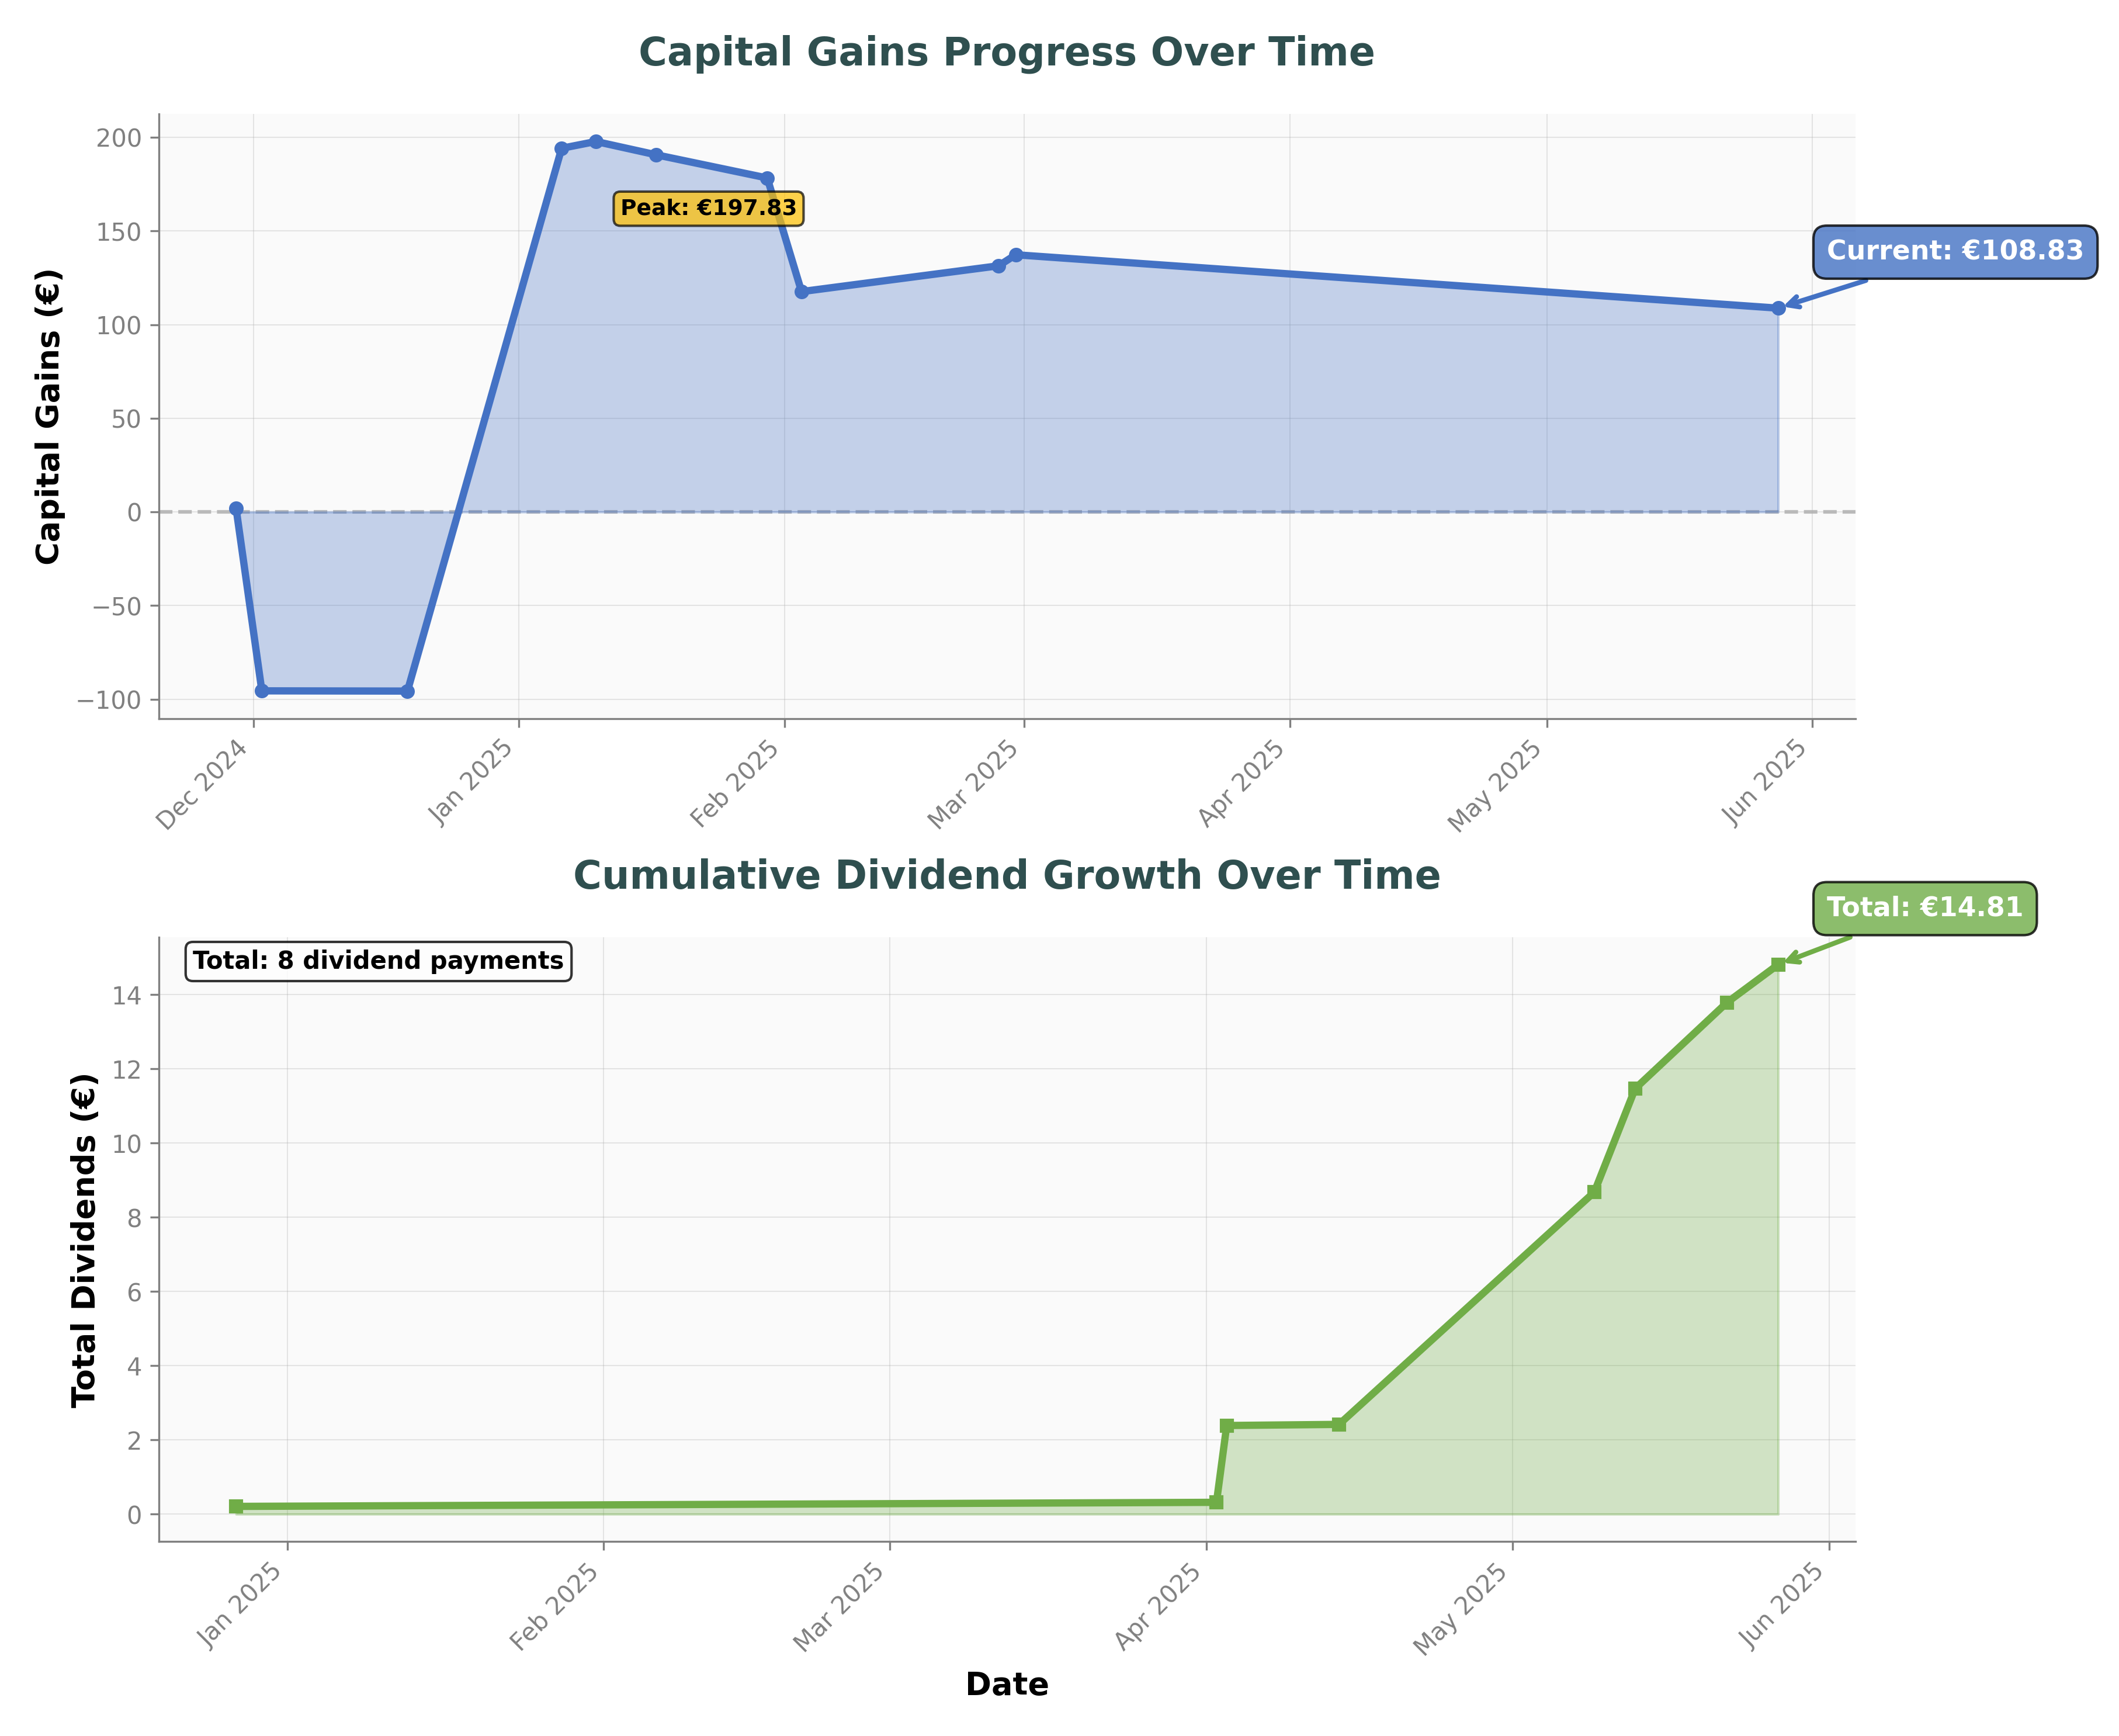 Capital Gains Progress Over Time
Capital Gains (€)
200
150
100
50
0
−50
−100
Peak: €197.83
Current: €108.83
Dec 2024
Jan 2025
Feb 2025
Mar 2025
Apr 2025
May 2025
Jun 2025
Cumulative Dividend Growth Over Time
Total: €14.81
Total: 8 dividend payments
Total Dividends (€)
14
12
10
8
6
4
2
0
Jan 2025
Feb 2025
Mar 2025
Apr 2025
May 2025
Jun 2025
Date